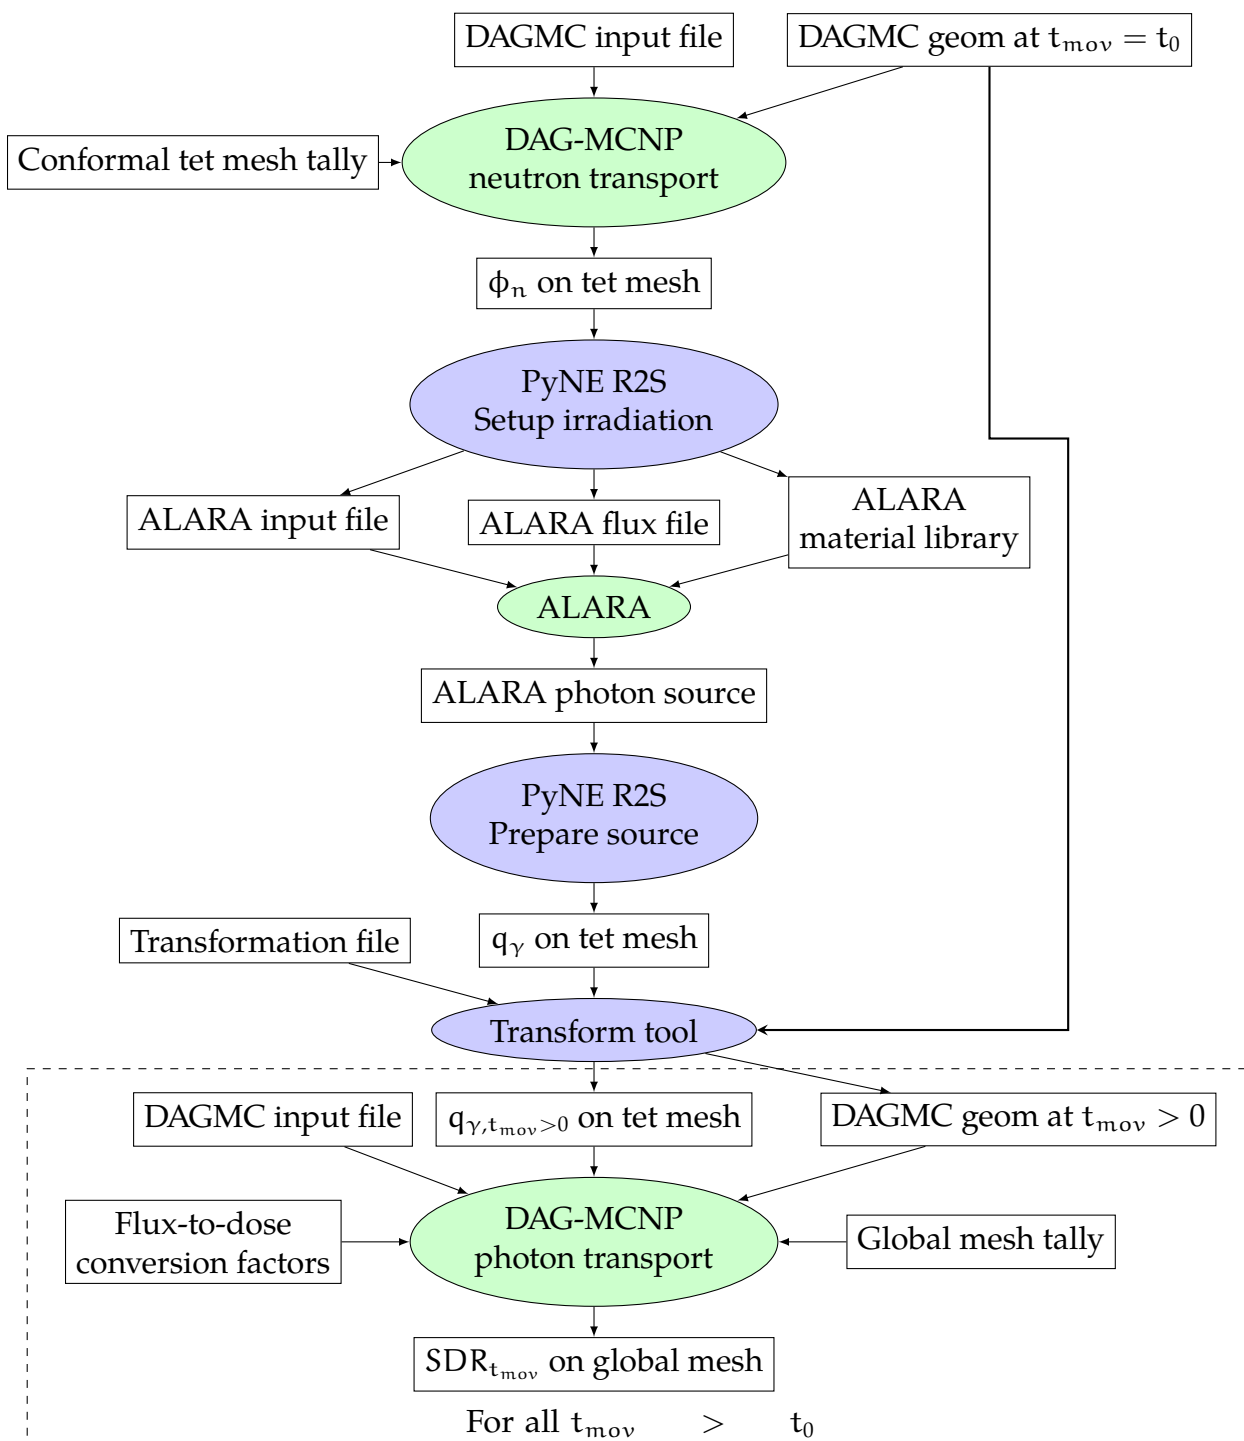 DAGMC input file
DAGMC geom at t_mov = t_0
Conformal tet mesh tally
DAG-MCNP
neutron transport
ϕ_n on tet mesh
PyNE R2S
Setup irradiation
ALARA input file
ALARA flux file
ALARA
material library
ALARA
ALARA photon source
PyNE R2S
Prepare source
Transformation file
q_γ on tet mesh
Transform tool
DAGMC input file
q_γ,t_mov>0 on tet mesh
DAGMC geom at t_mov > 0
Flux-to-dose
conversion factors
DAG-MCNP
photon transport
Global mesh tally
SDR_t_mov on global mesh
For all t_mov > t_0